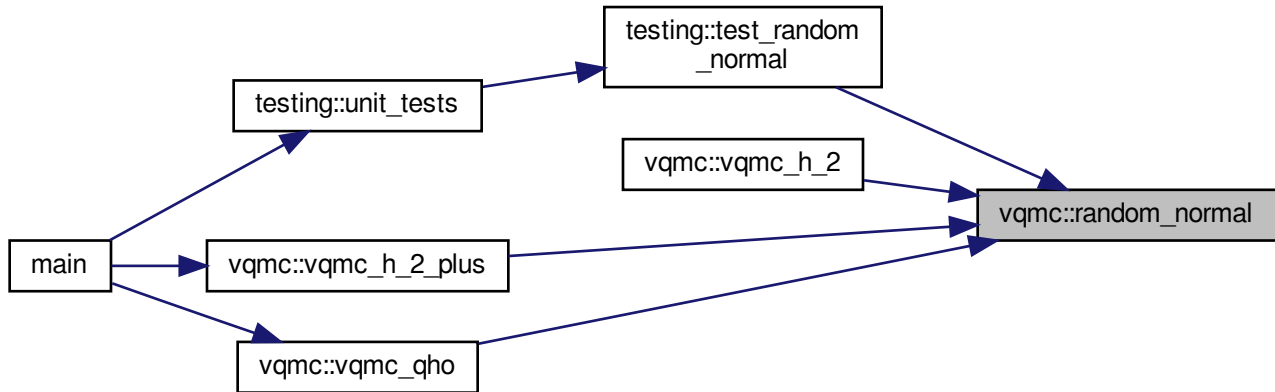 testing::test_random
_normal
testing::unit_tests
vqmc::vqmc_h_2
vqmc::random_normal
main
vqmc::vqmc_h_2_plus
vqmc::vqmc_qho